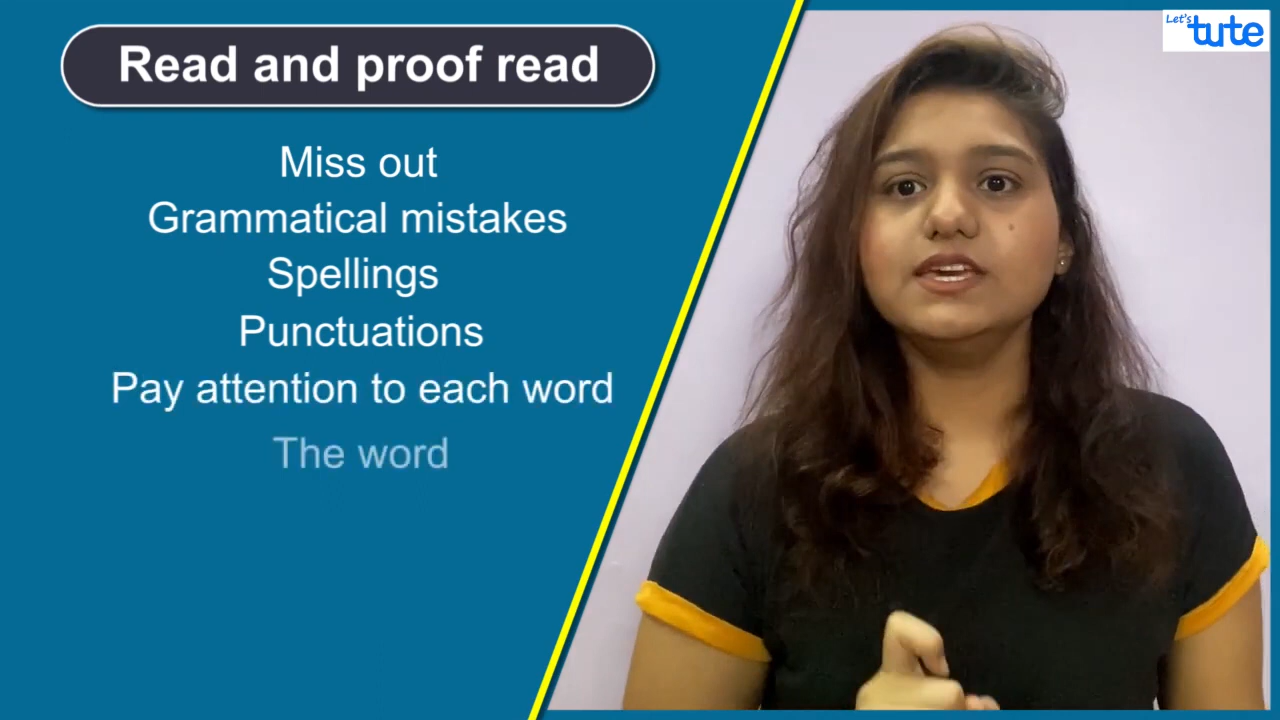 Let's
tute
Read and proof read
Miss out
Grammatical mistakes
Spellings
Punctuations
Pay attention to each word
The word